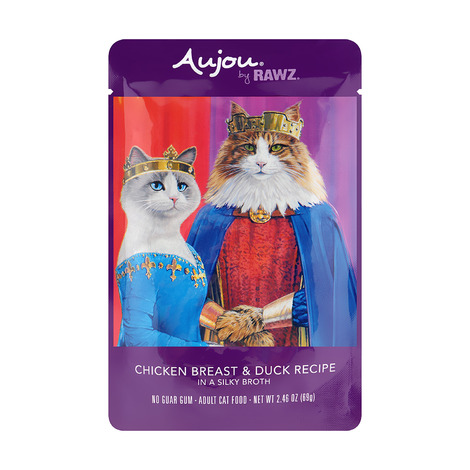 Aujou®
by RAWZ®
CHICKEN BREAST & DUCK RECIPE
IN A SILKY BROTH
NO GUAR GUM - ADULT CAT FOOD - NET WT 2.46 OZ (69g)